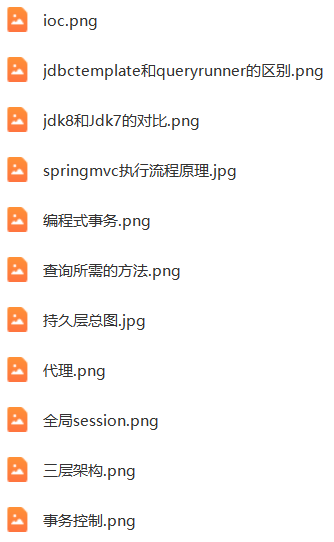 ioc.png
jdbctemplate和queryrunner的区别.png
jdk8和Jdk7的对比.png
springmvc执行流程原理.jpg
编程式事务.png
查询所需的方法.png
持久层总图.jpg
代理.png
全局session.png
三层架构.png
事务控制.png